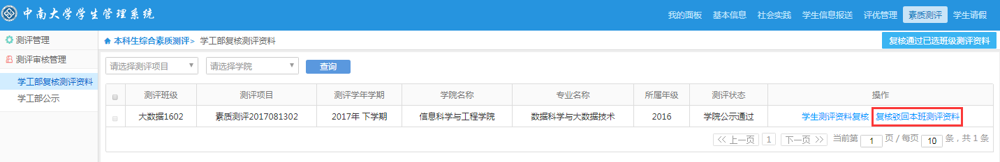 中南大学学生管理系统
我的面板 基本信息 社会实践 学生信息报送 评优管理 素质测评 学生请假
测评管理
测评审核管理
学工部复核测评资料
学工部公示
本科生综合素质测评> 学工部复核测评资料
复核通过已选班级测评资料
请选择测评项目 请选择学院 查询
测评班级 测评项目 测评学年学期 学院名称 专业名称 所属年级 测评状态 操作
大数据1602 素质测评2017081302 2017年 下学期 信息科学与工程学院 数据科学与大数据技术 2016 学院公示通过 学生测评资料复核 复核驳回本班测评资料
上一页 1 下一页 当前第 1 页 / 每页 10 条，共 1 条